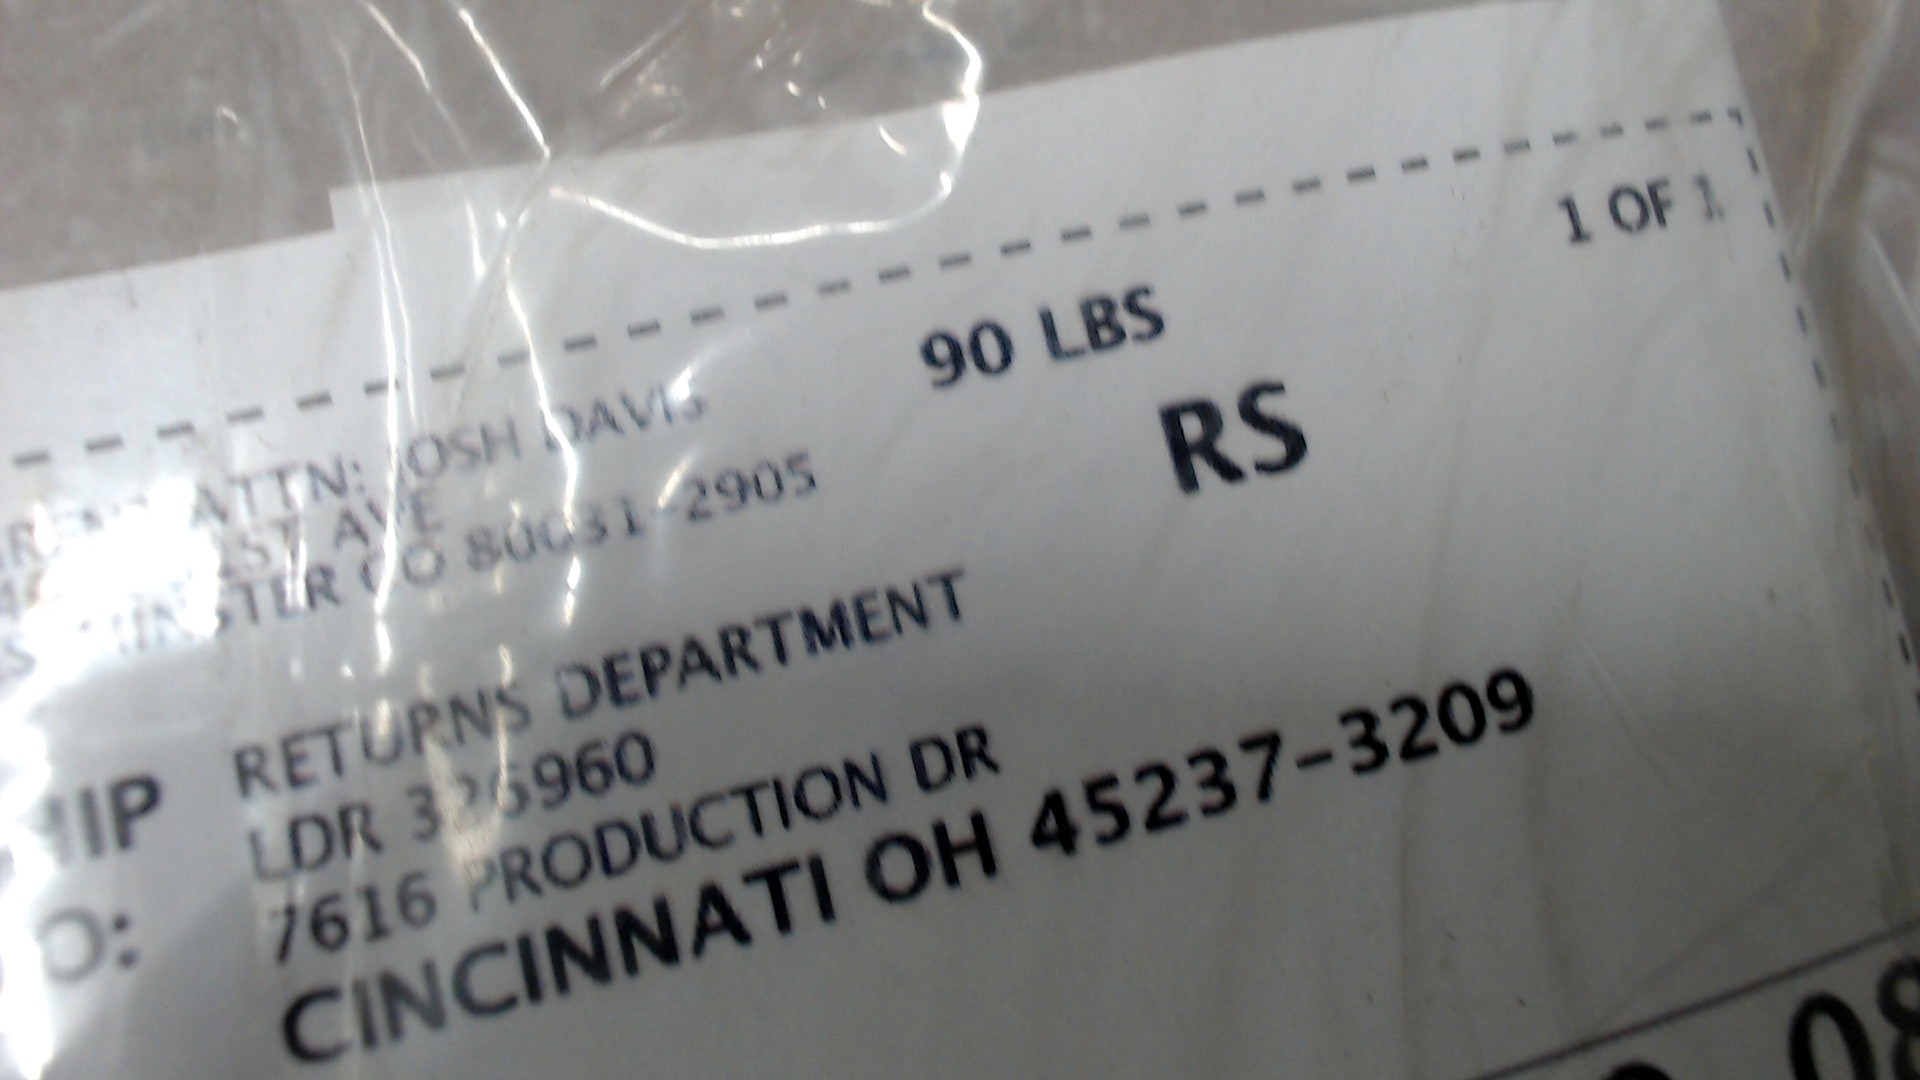 1 OF 1
90 LBS
ATTN: JOSH DAVIS
AVE
CO 80031-2905
RS
RETURNS DEPARTMENT
LDR 326960
7616 PRODUCTION DR
CINCINNATI OH 45237-3209